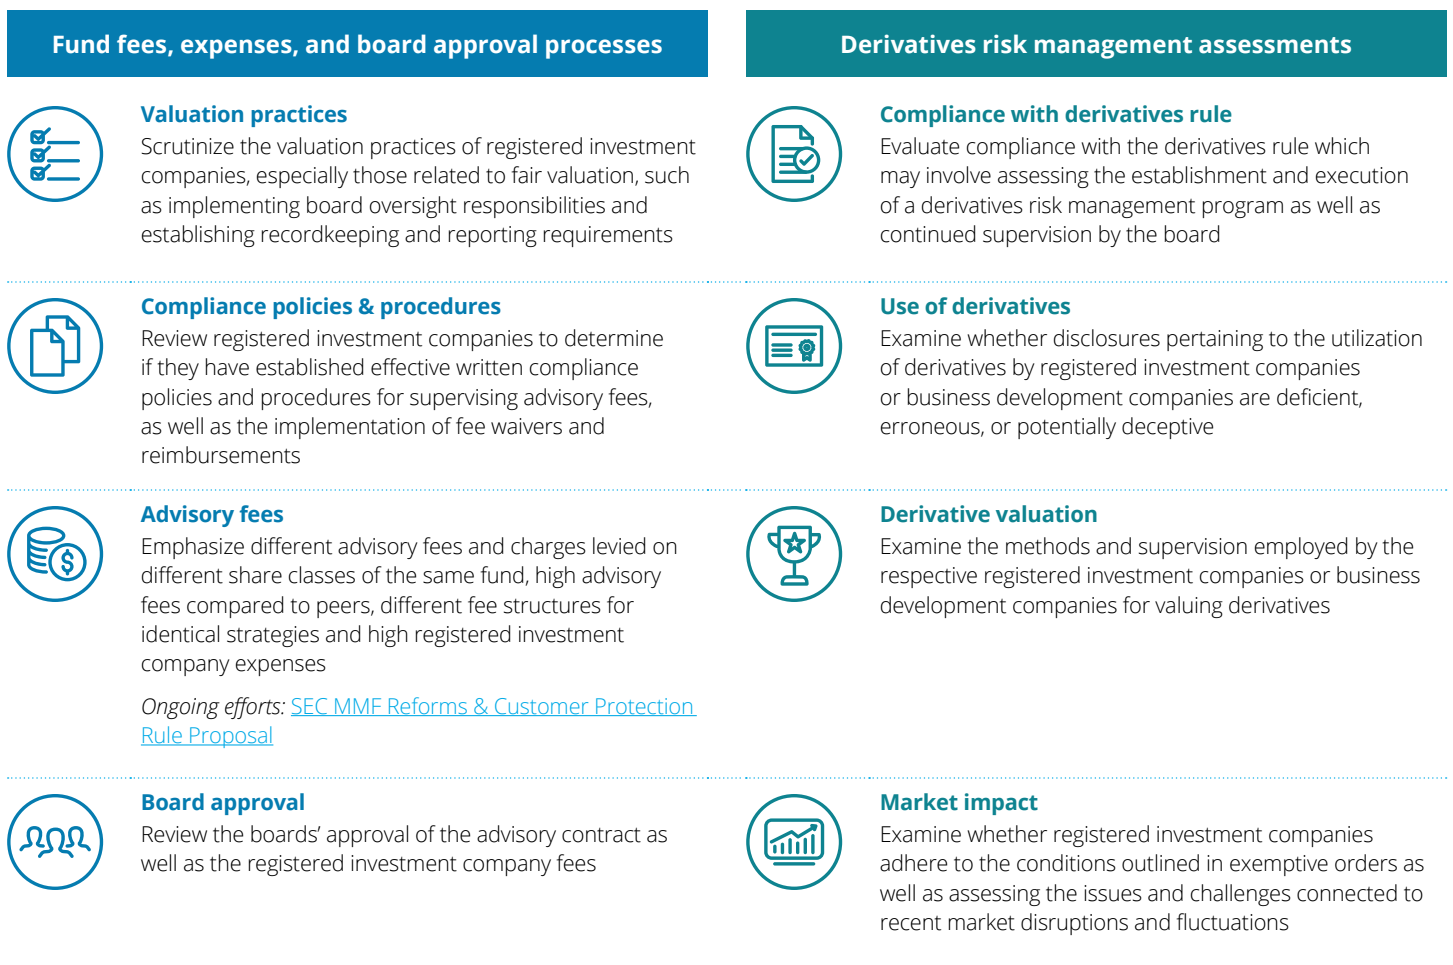 Fund fees, expenses, and board approval processes
Valuation practices
Scrutinize the valuation practices of registered investment
companies, especially those related to fair valuation, such
as implementing board oversight responsibilities and
establishing recordkeeping and reporting requirements
Compliance policies & procedures
Review registered investment companies to determine
if they have established effective written compliance
policies and procedures for supervising advisory fees,
as well as the implementation of fee waivers and
reimbursements
Advisory fees
Emphasize different advisory fees and charges levied on
different share classes of the same fund, high advisory
fees compared to peers, different fee structures for
identical strategies and high registered investment
company expenses
Ongoing efforts: SEC MMF Reforms & Customer Protection
Rule Proposal
Board approval
Review the boards’ approval of the advisory contract as
well as the registered investment company fees
Derivatives risk management assessments
Compliance with derivatives rule
Evaluate compliance with the derivatives rule which
may involve assessing the establishment and execution
of a derivatives risk management program as well as
continued supervision by the board
Use of derivatives
Examine whether disclosures pertaining to the utilization
of derivatives by registered investment companies
or business development companies are deficient,
erroneous, or potentially deceptive
Derivative valuation
Examine the methods and supervision employed by the
respective registered investment companies or business
development companies for valuing derivatives
Market impact
Examine whether registered investment companies
adhere to the conditions outlined in exemptive orders as
well as assessing the issues and challenges connected to
recent market disruptions and fluctuations